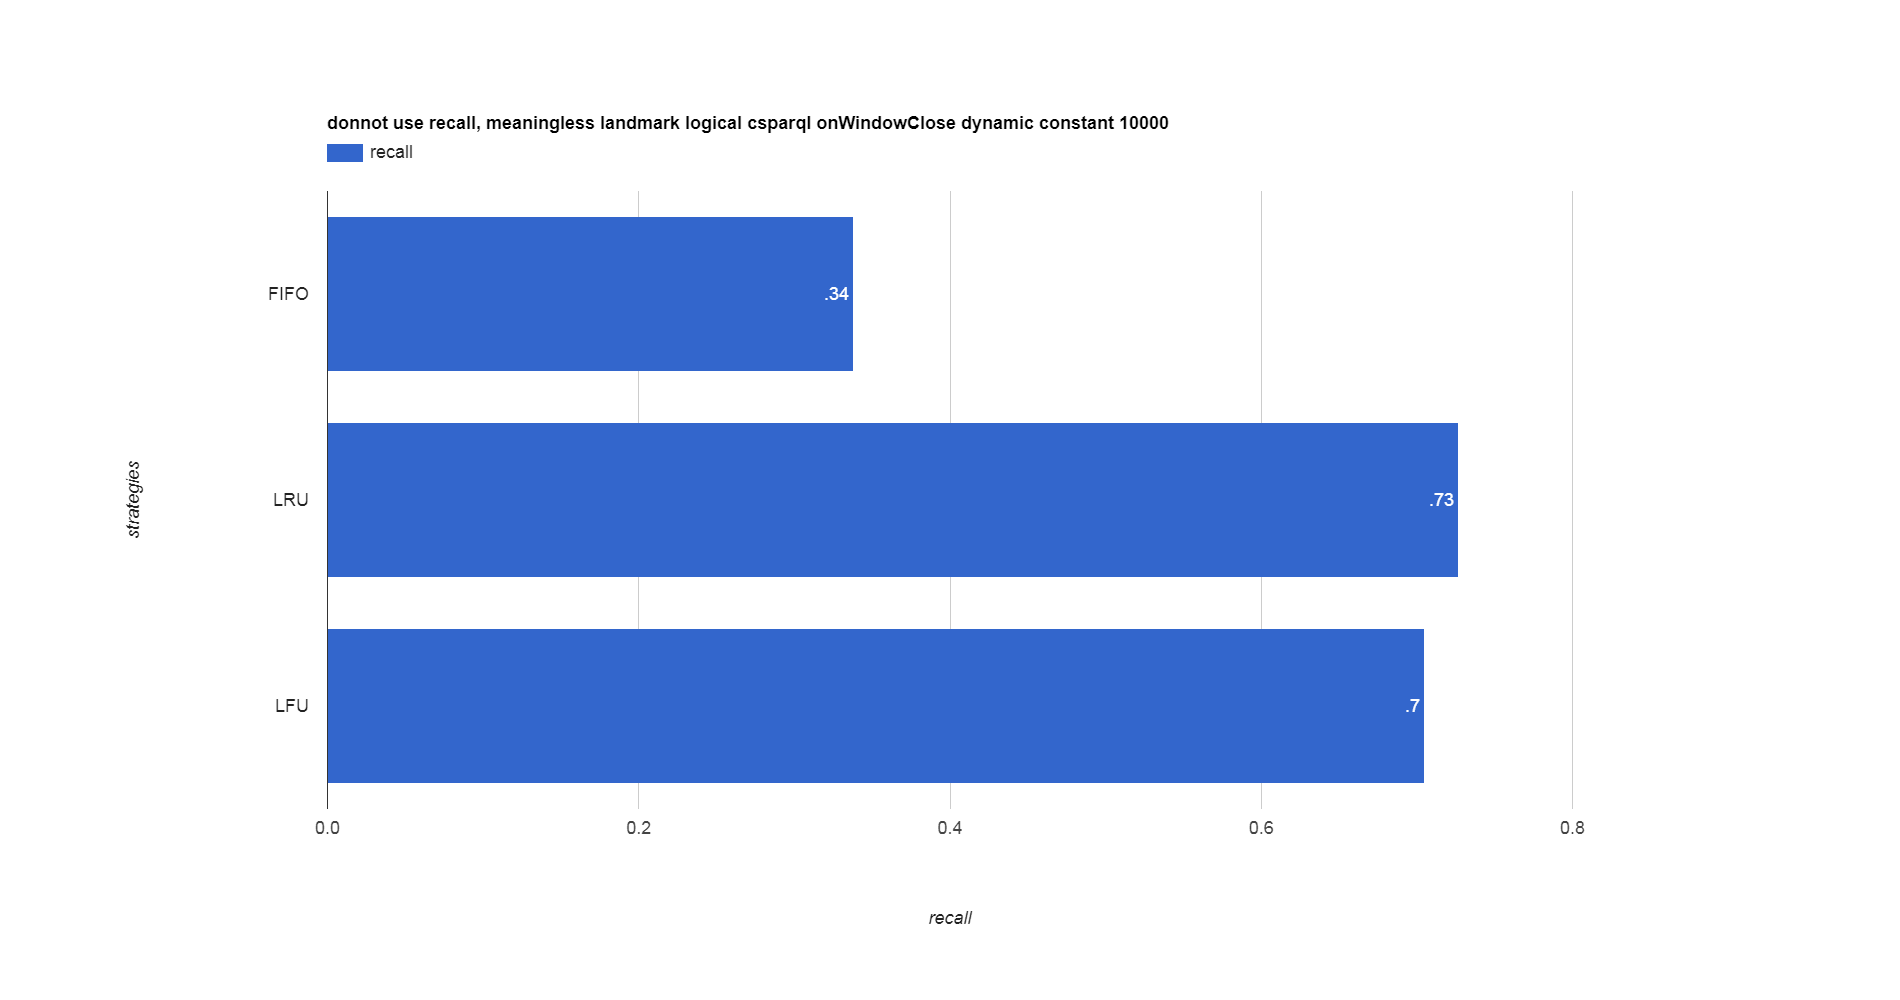 donnot use recall, meaningless landmark logical csparql onWindowClose dynamic constant 10000
recall
FIFO
.34
LRU
.73
LFU
.7
strategies
0.0 0.2 0.4 0.6 0.8
recall